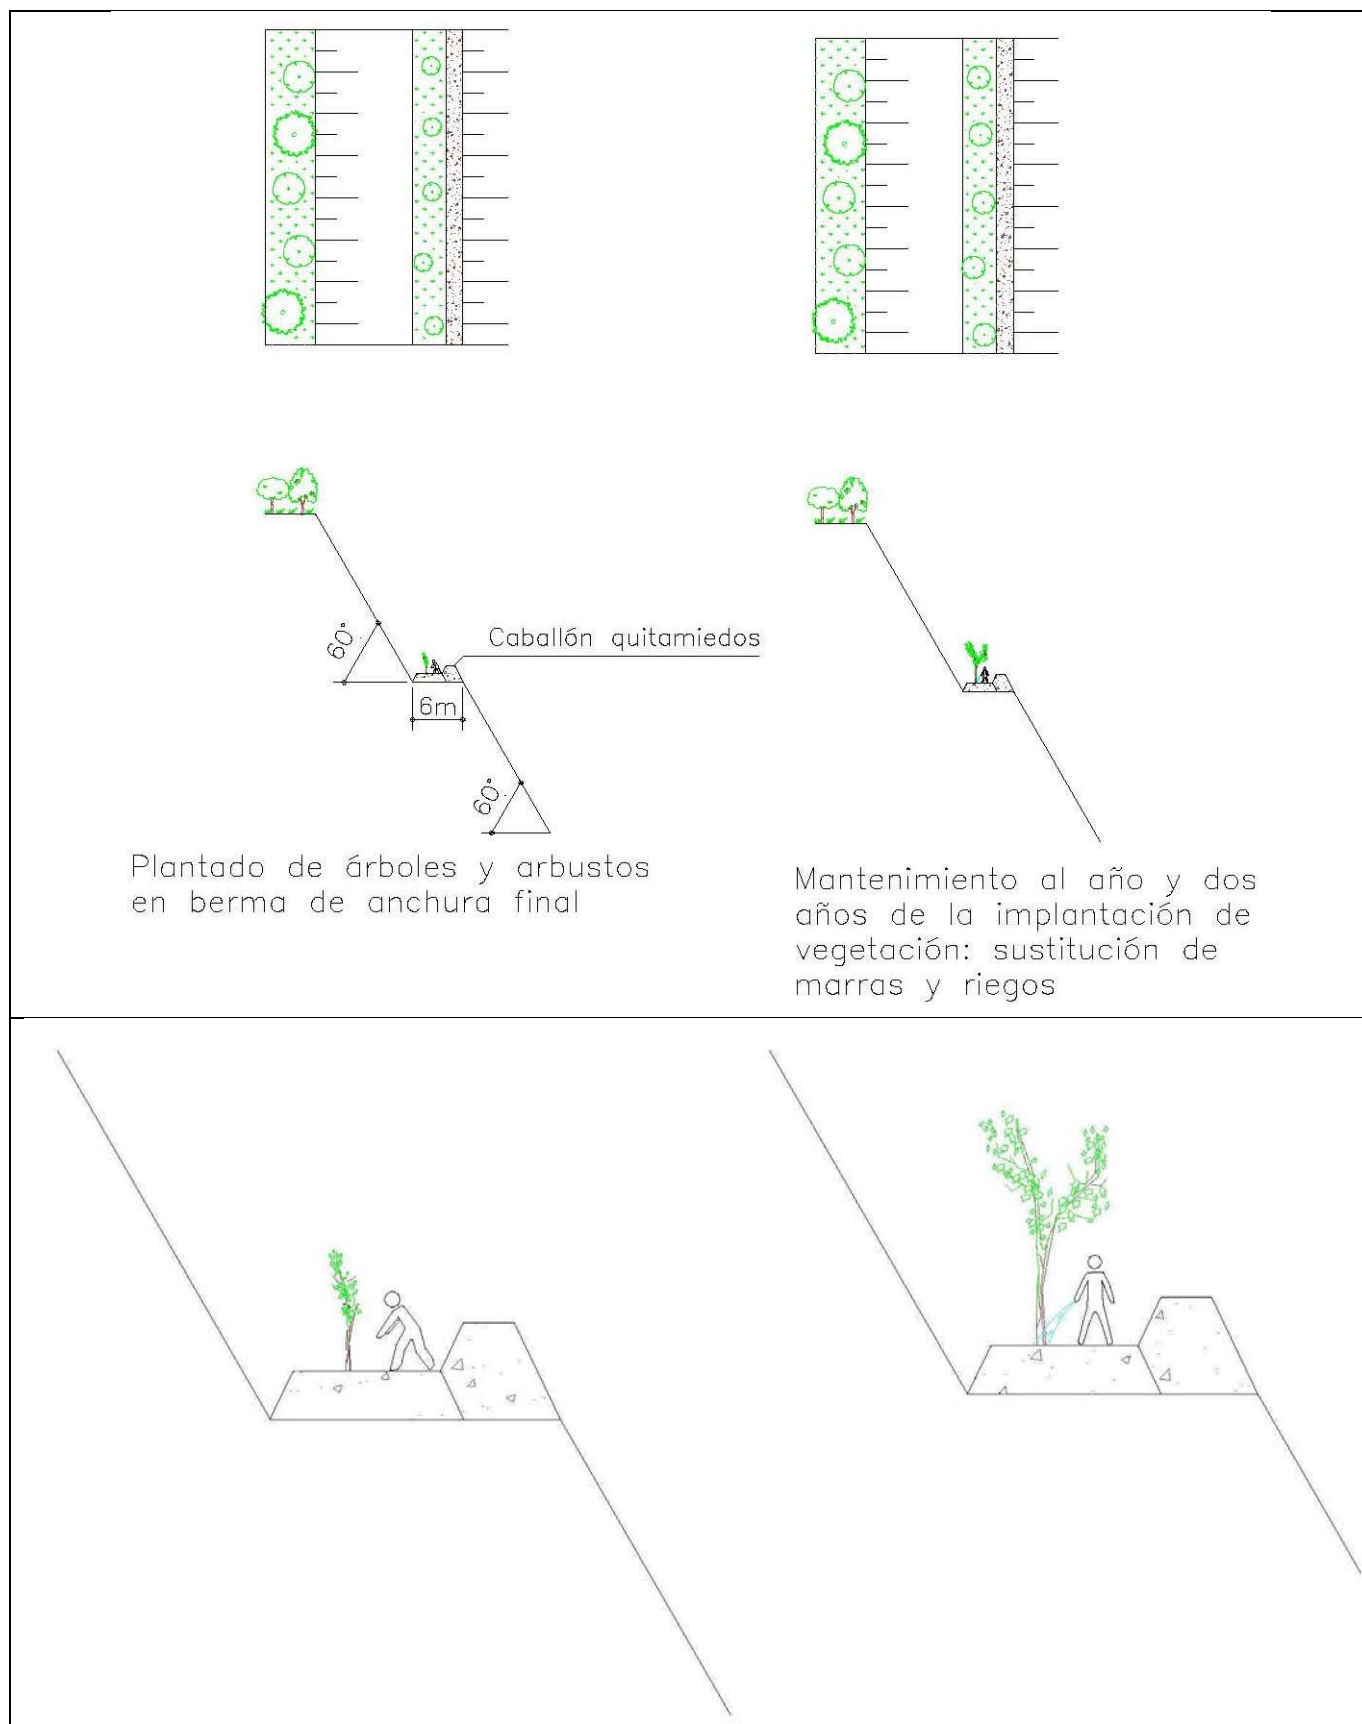 60°
Caballón quitamiedos
6m
60°
Plantado de árboles y arbustos
en berma de anchura final
Mantenimiento al año y dos
años de la implantación de
vegetación: sustitución de
marras y riegos